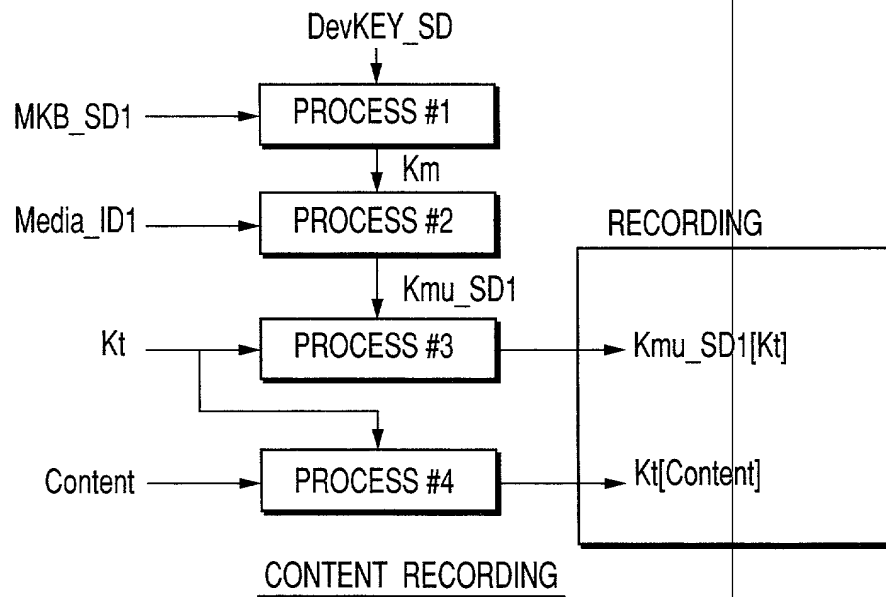 DevKEY_SD
MKB_SD1
PROCESS #1
Km
Media_ID1
PROCESS #2
RECORDING
Kmu_SD1
Kt
PROCESS #3
Kmu_SD1[Kt]
Content
PROCESS #4
Kt[Content]
CONTENT RECORDING